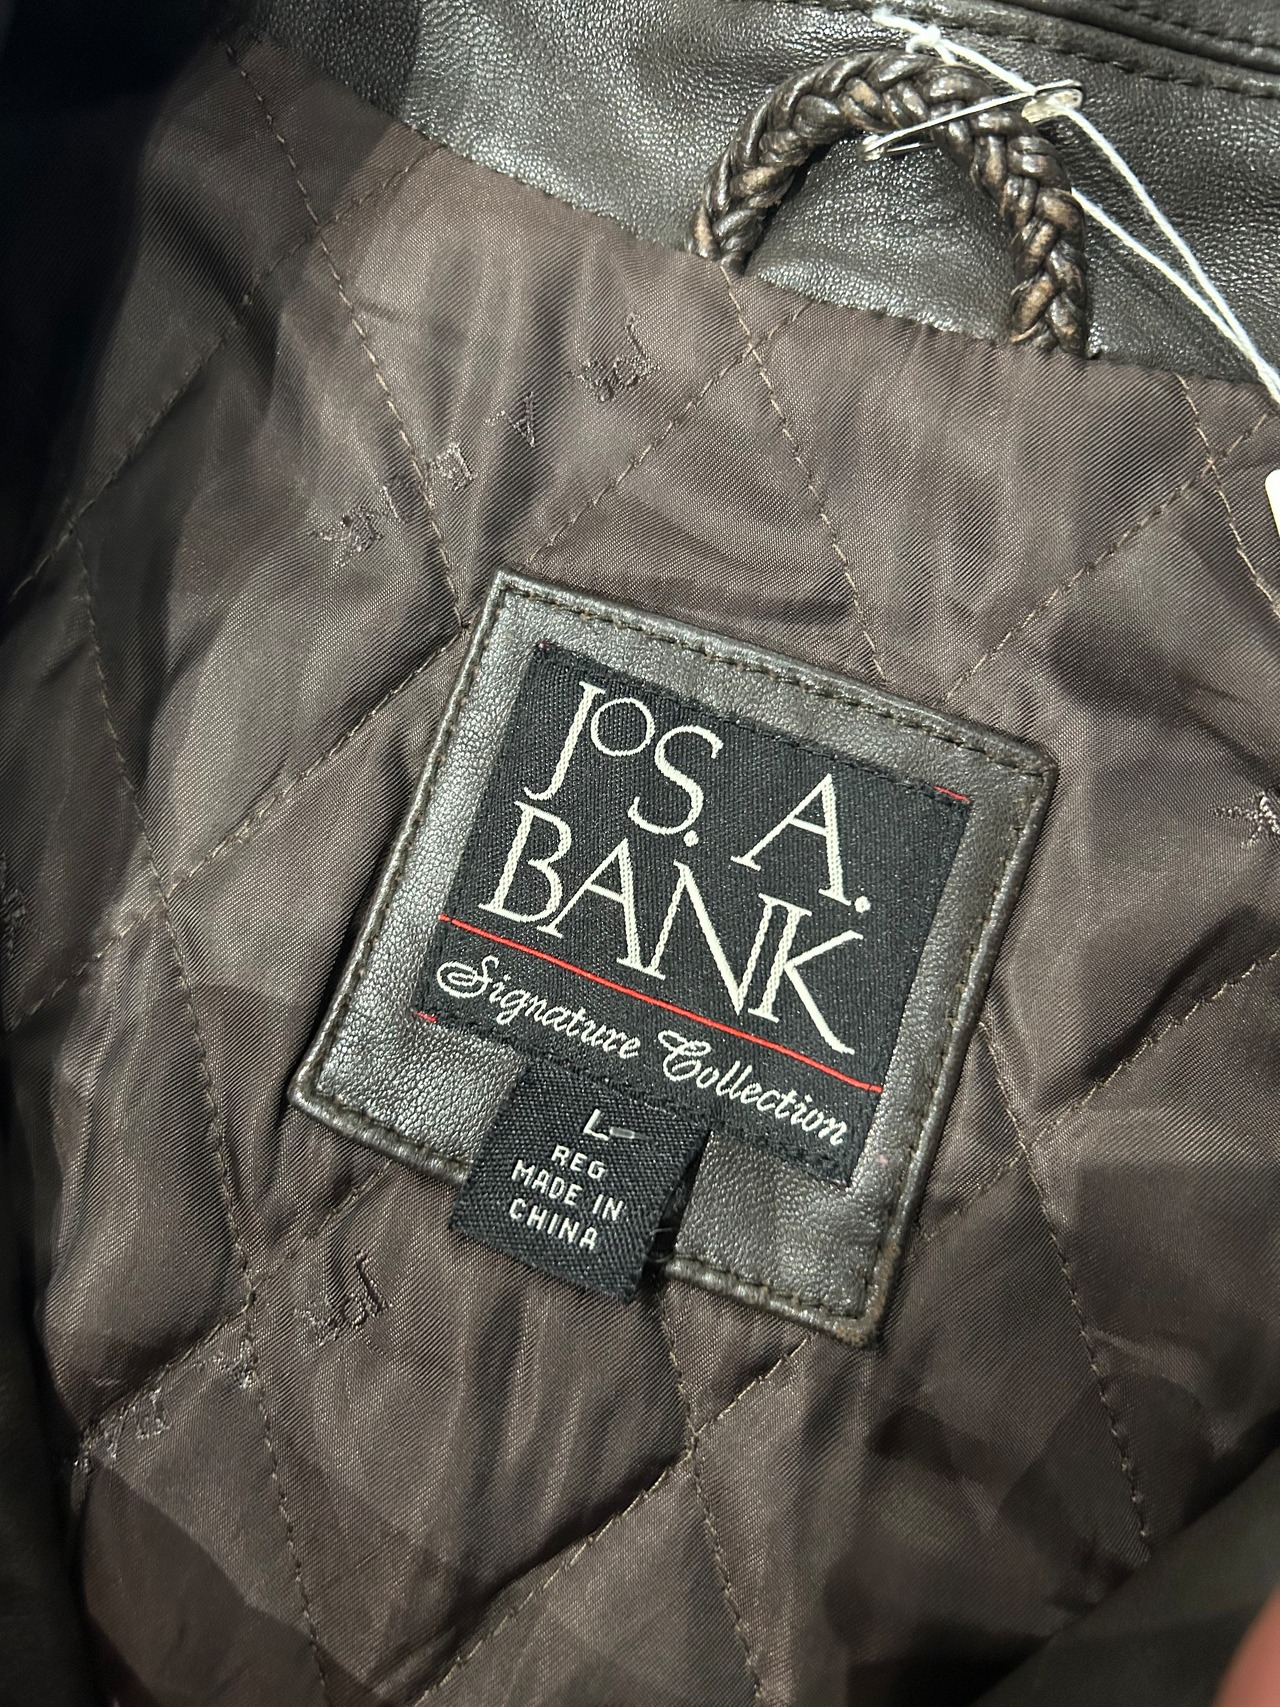 JOS. A.
BANK
Signature Collection
L-
REG
MADE IN
CHINA